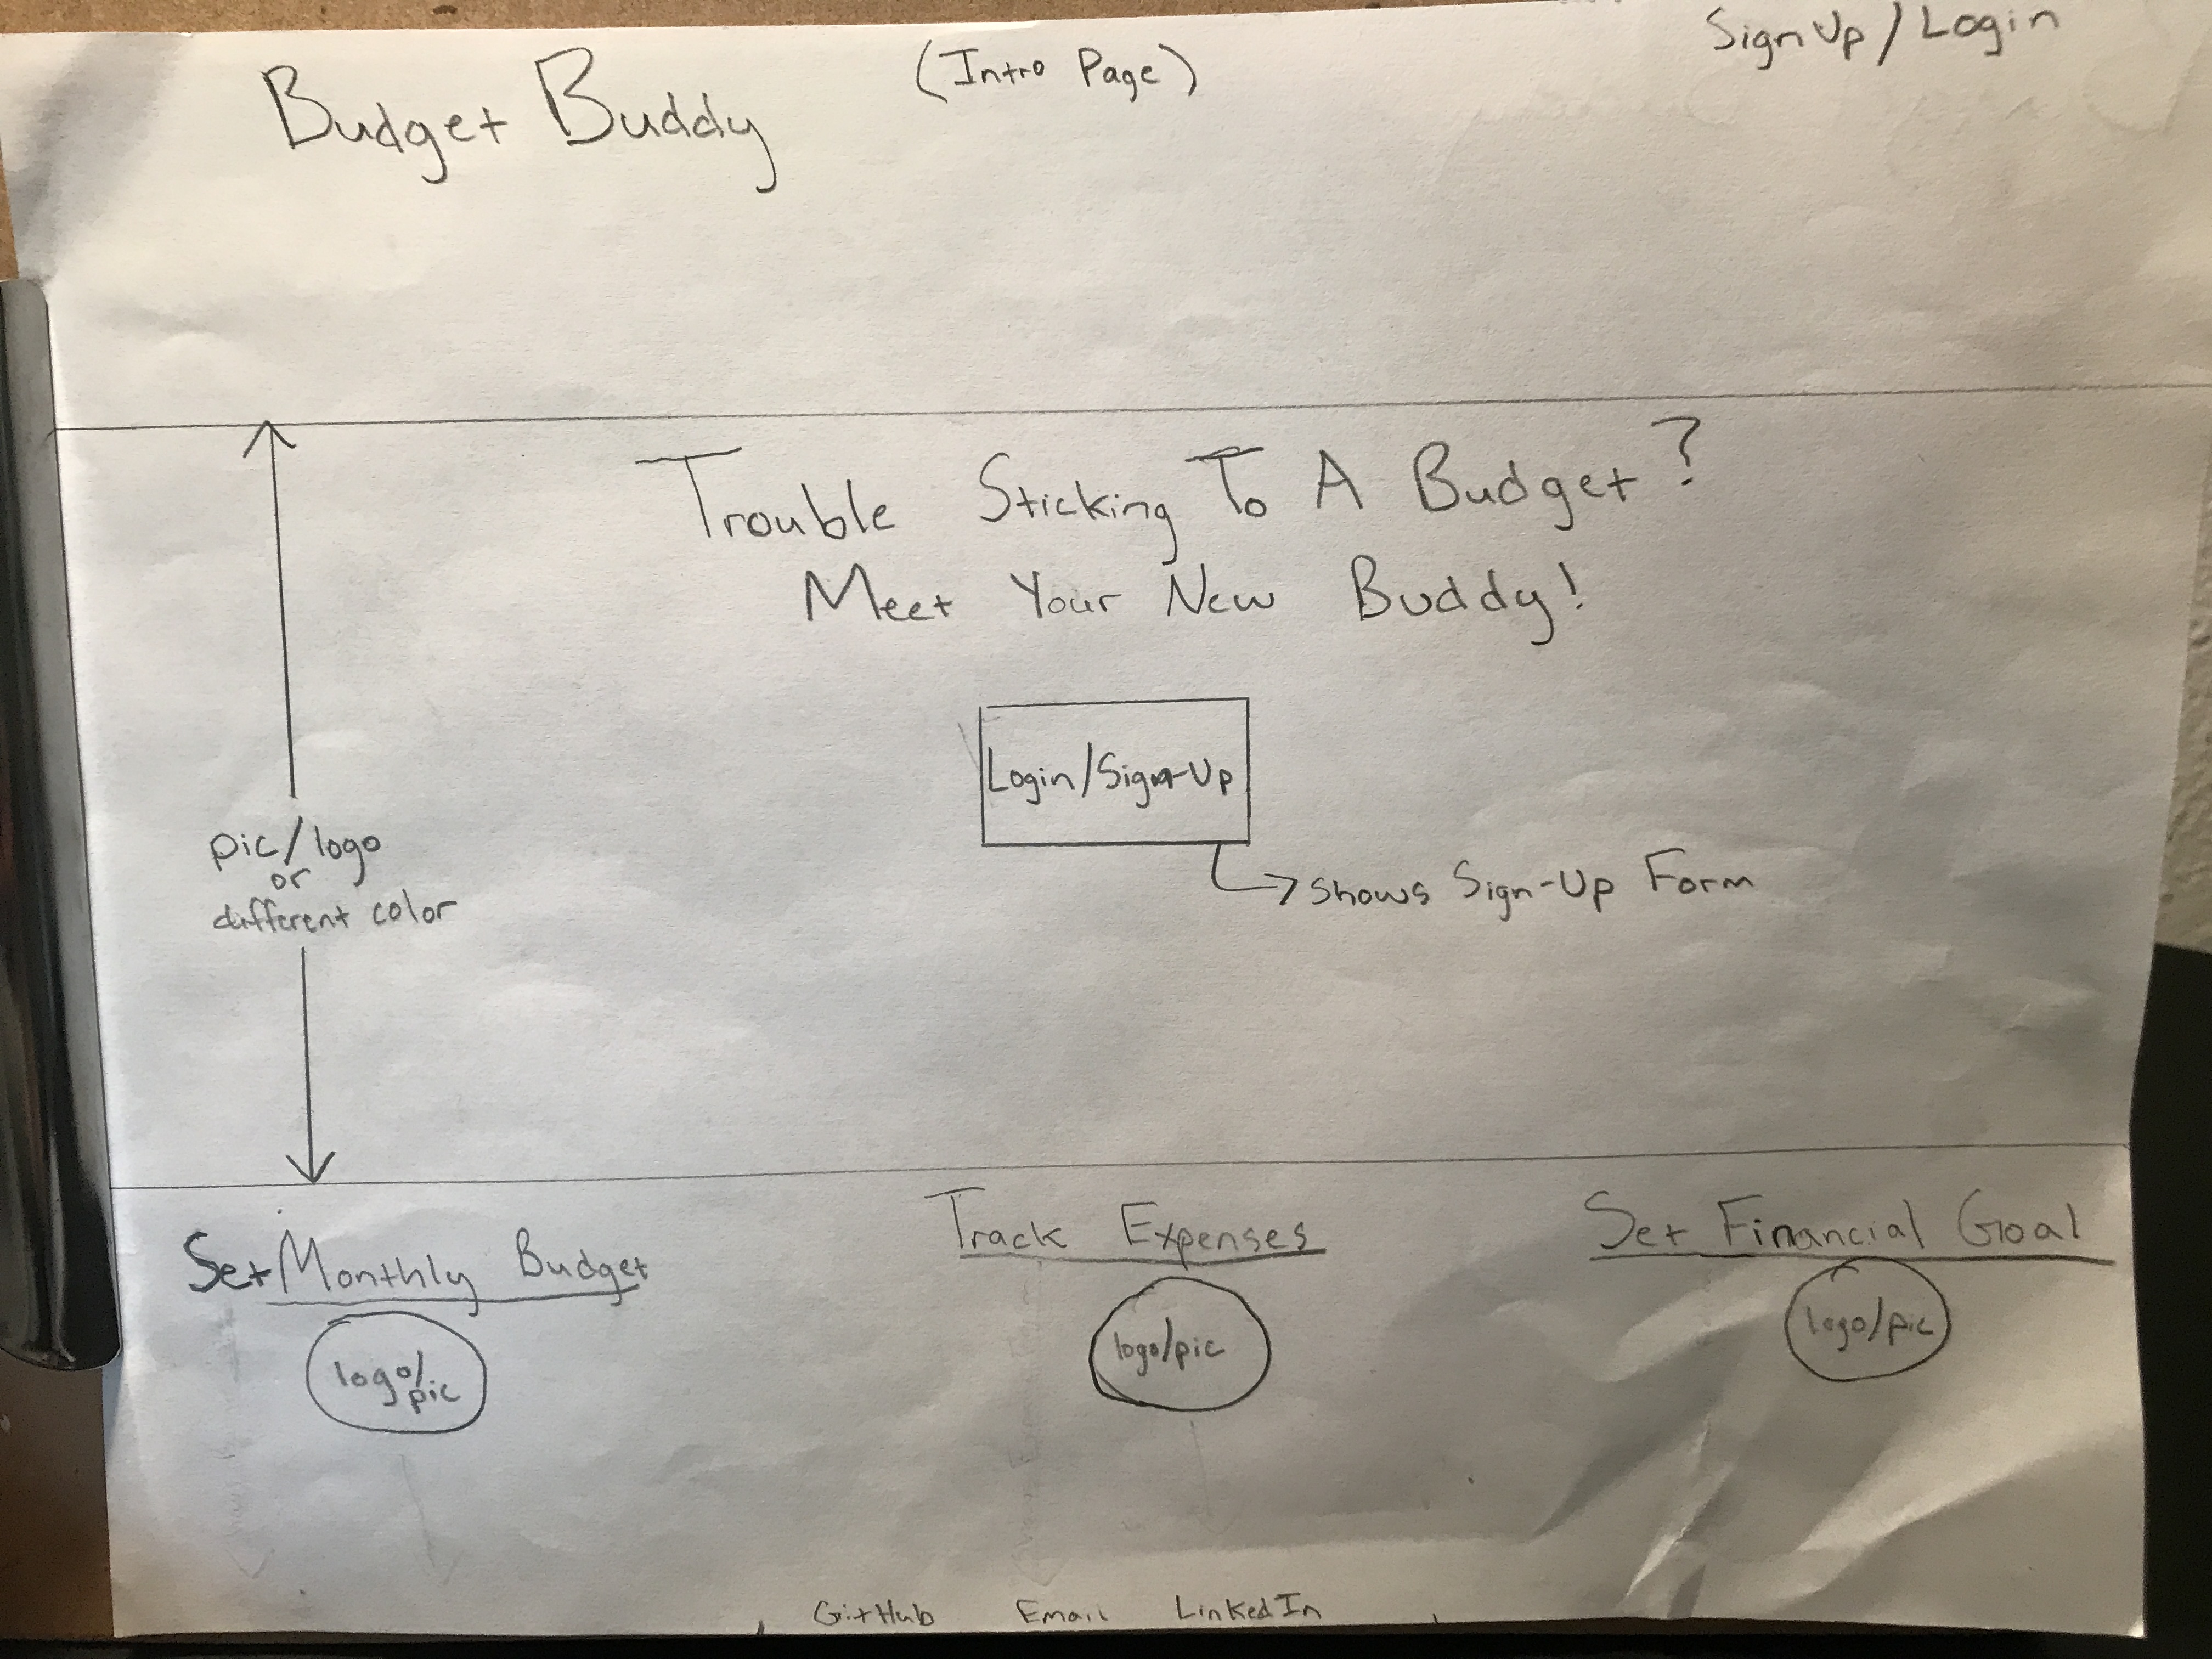 Sign Up / Login
Budget Buddy
(Intro Page)
Trouble Sticking To A Budget?
Meet Your New Buddy!
Login/Sign-Up
Shows Sign-Up Form
pic/logo
or
different color
Set Monthly Budget
Track Expenses
Set Financial Goal
logo/
pic
logo/pic
logo/pic
GitHub Email LinkedIn